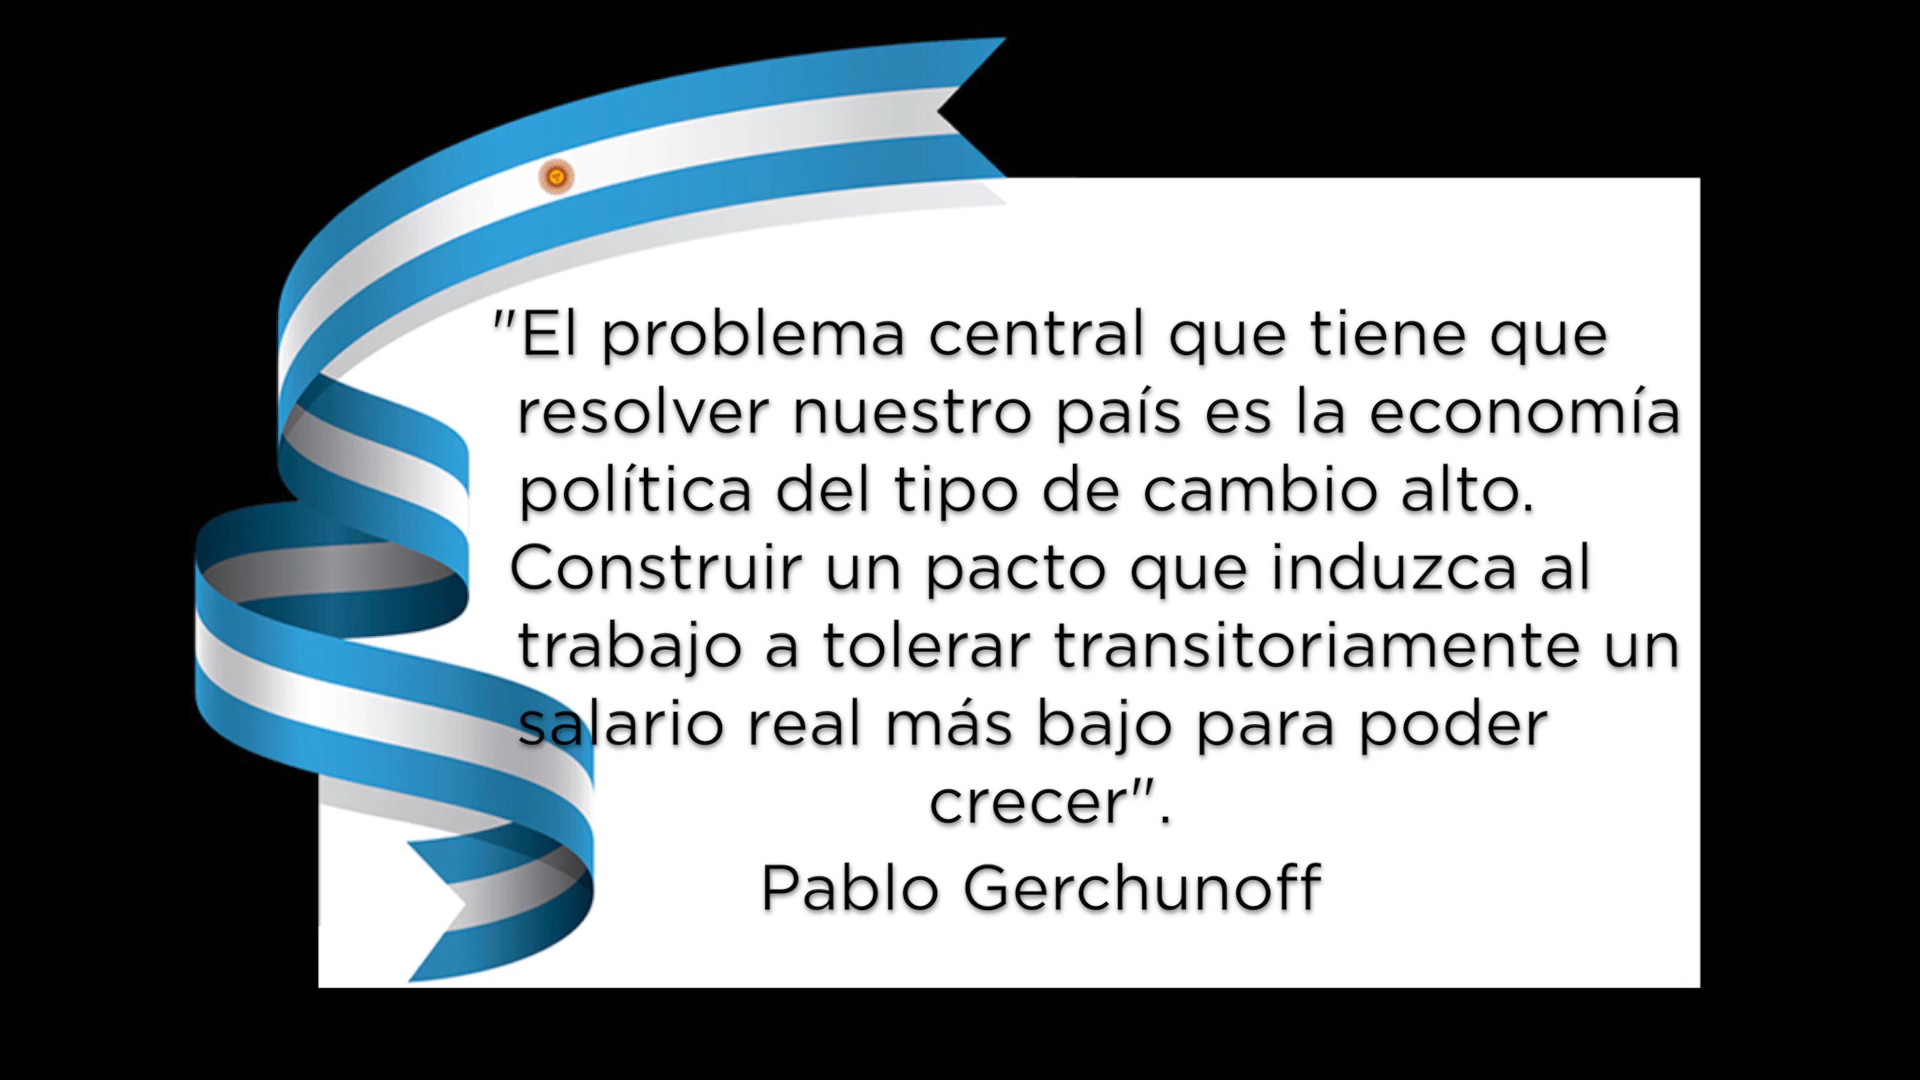 "El problema central que tiene que
resolver nuestro país es la economía
política del tipo de cambio alto.
Construir un pacto que induzca al
trabajo a tolerar transitoriamente un
salario real más bajo para poder
crecer".
Pablo Gerchunoff